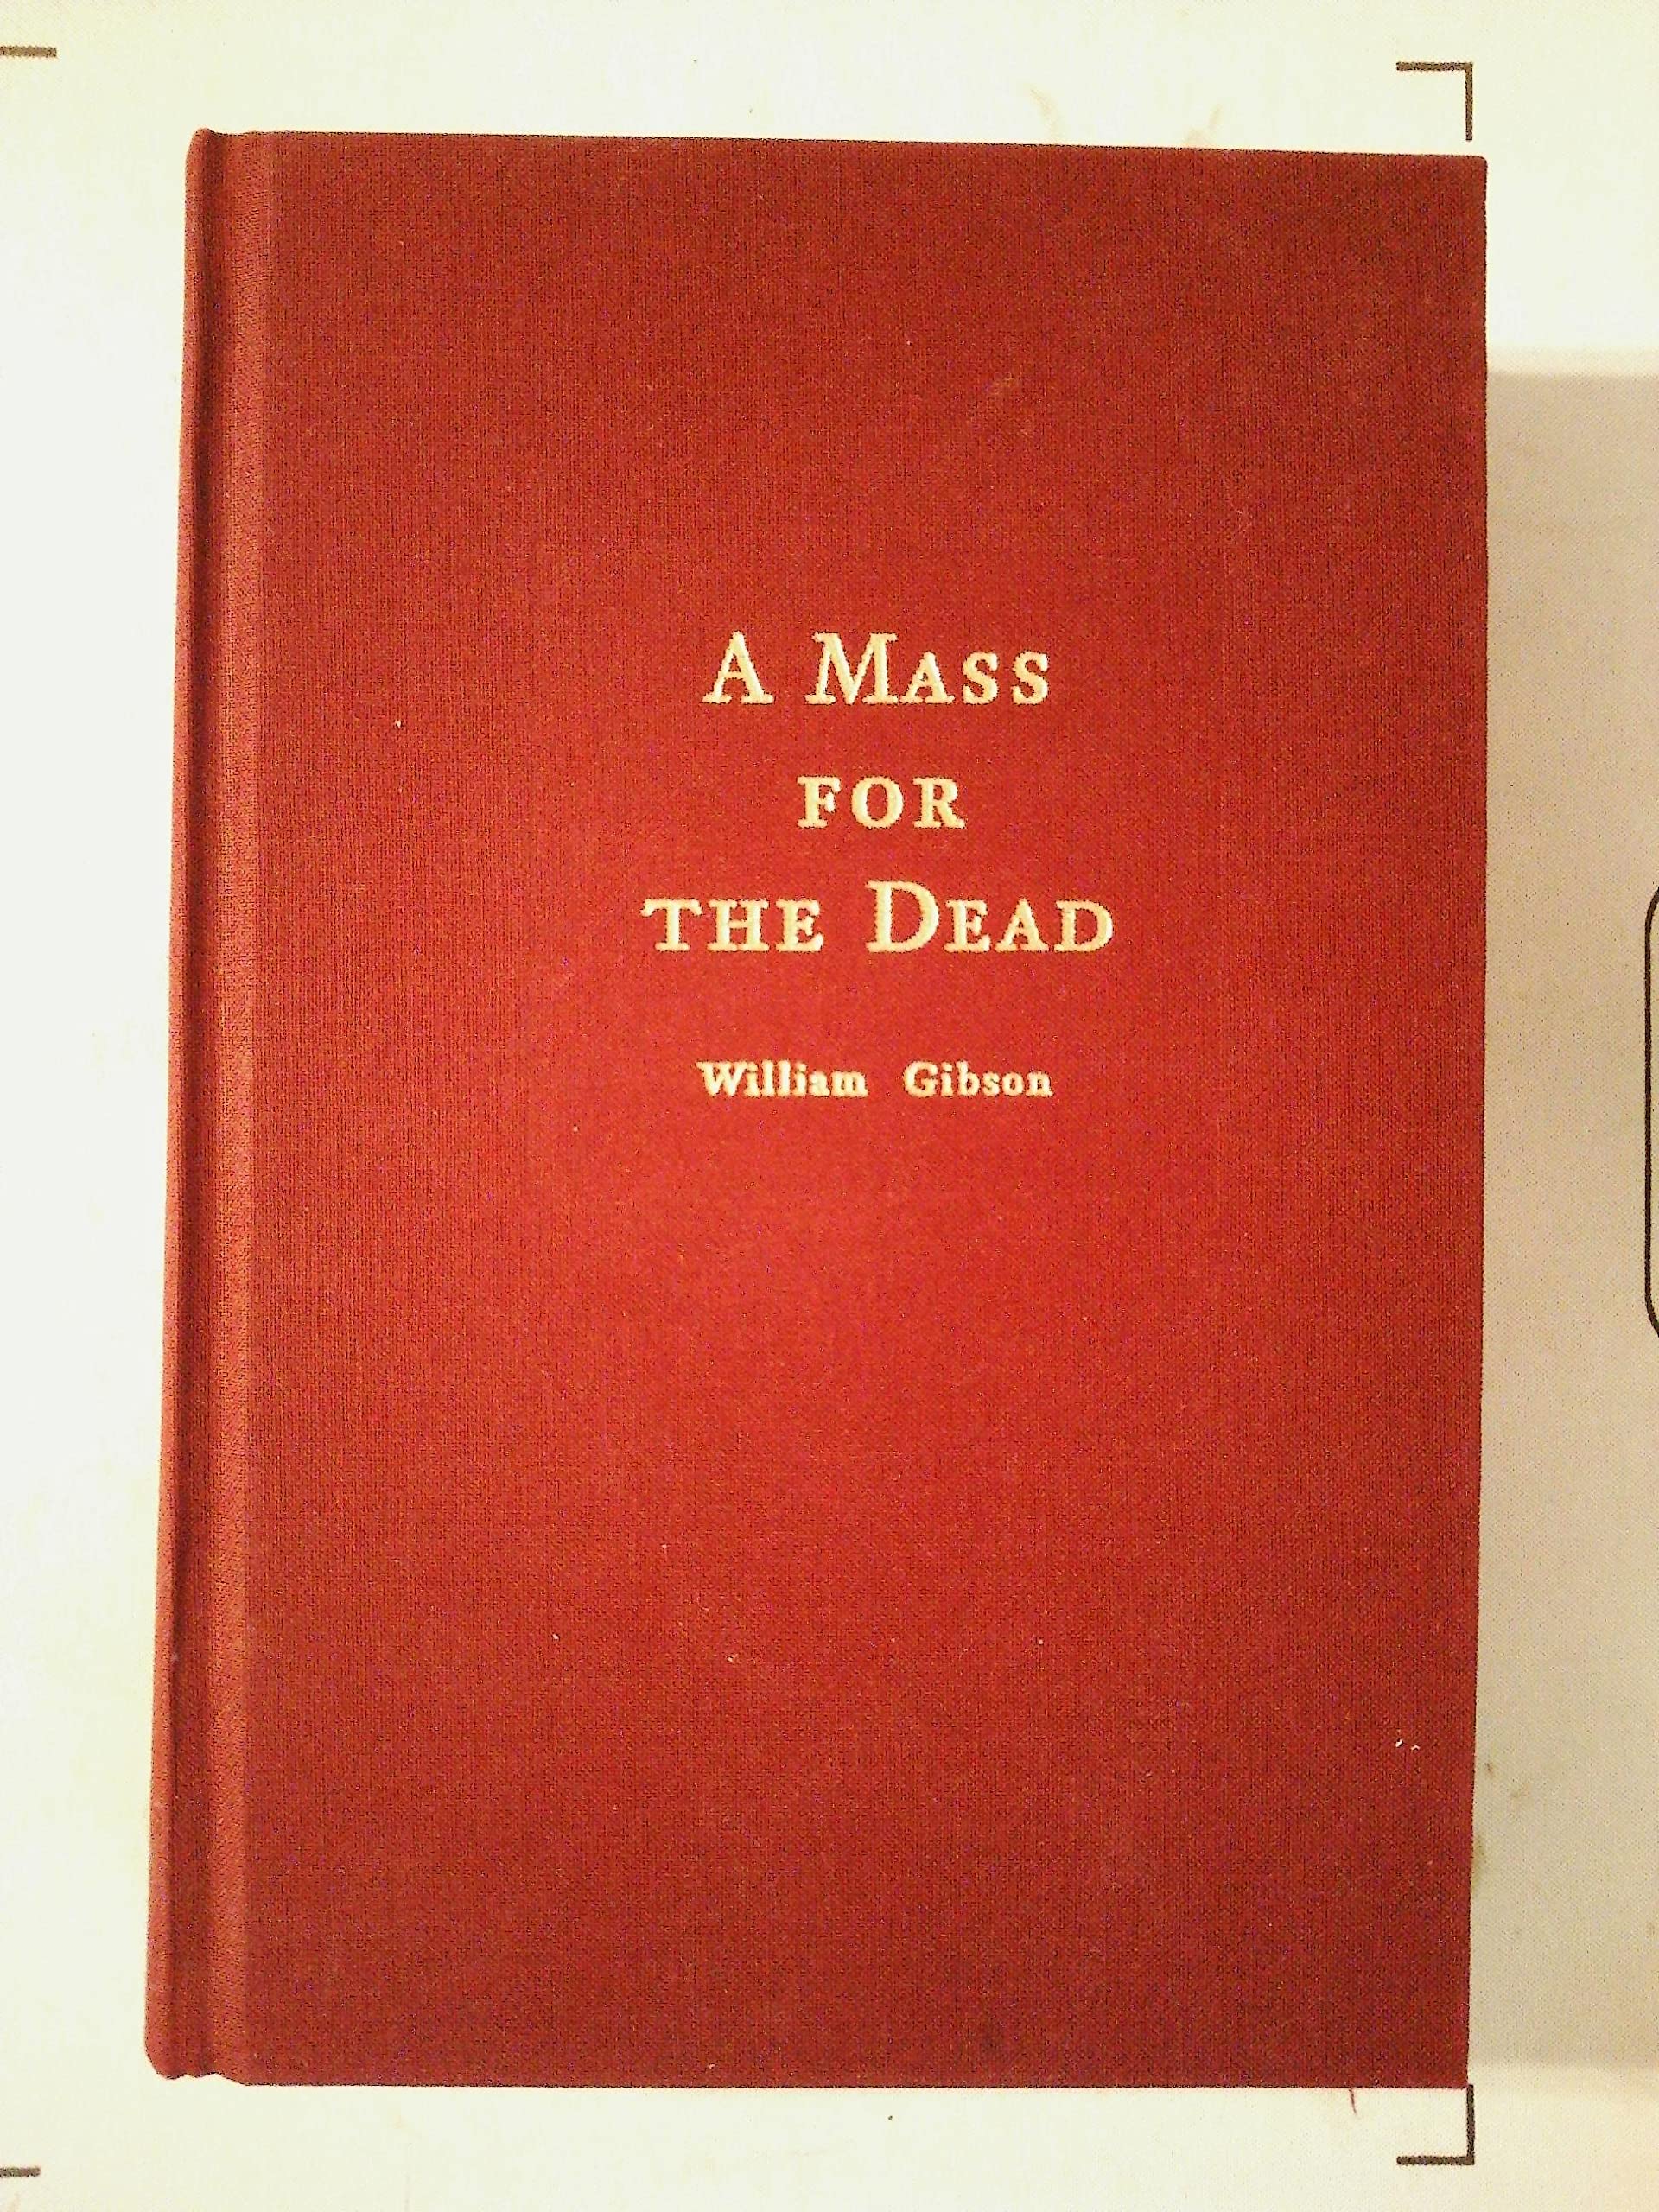 A MASS
FOR
THE DEAD
William Gibson